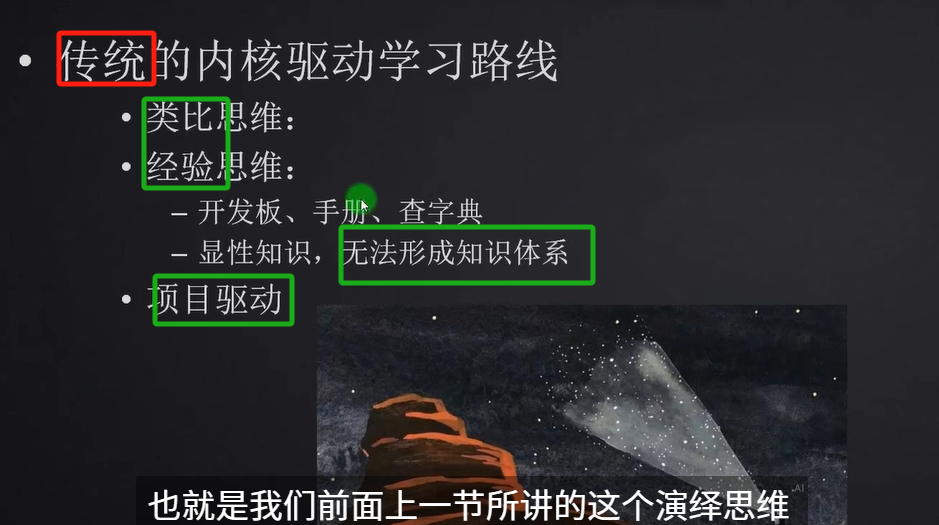 • 传统的内核驱动学习路线
• 类比思维：
• 经验思维：
– 开发板、手册、查字典
– 显性知识，无法形成知识体系
• 项目驱动
AI
也就是我们前面上一节所讲的这个演绎思维